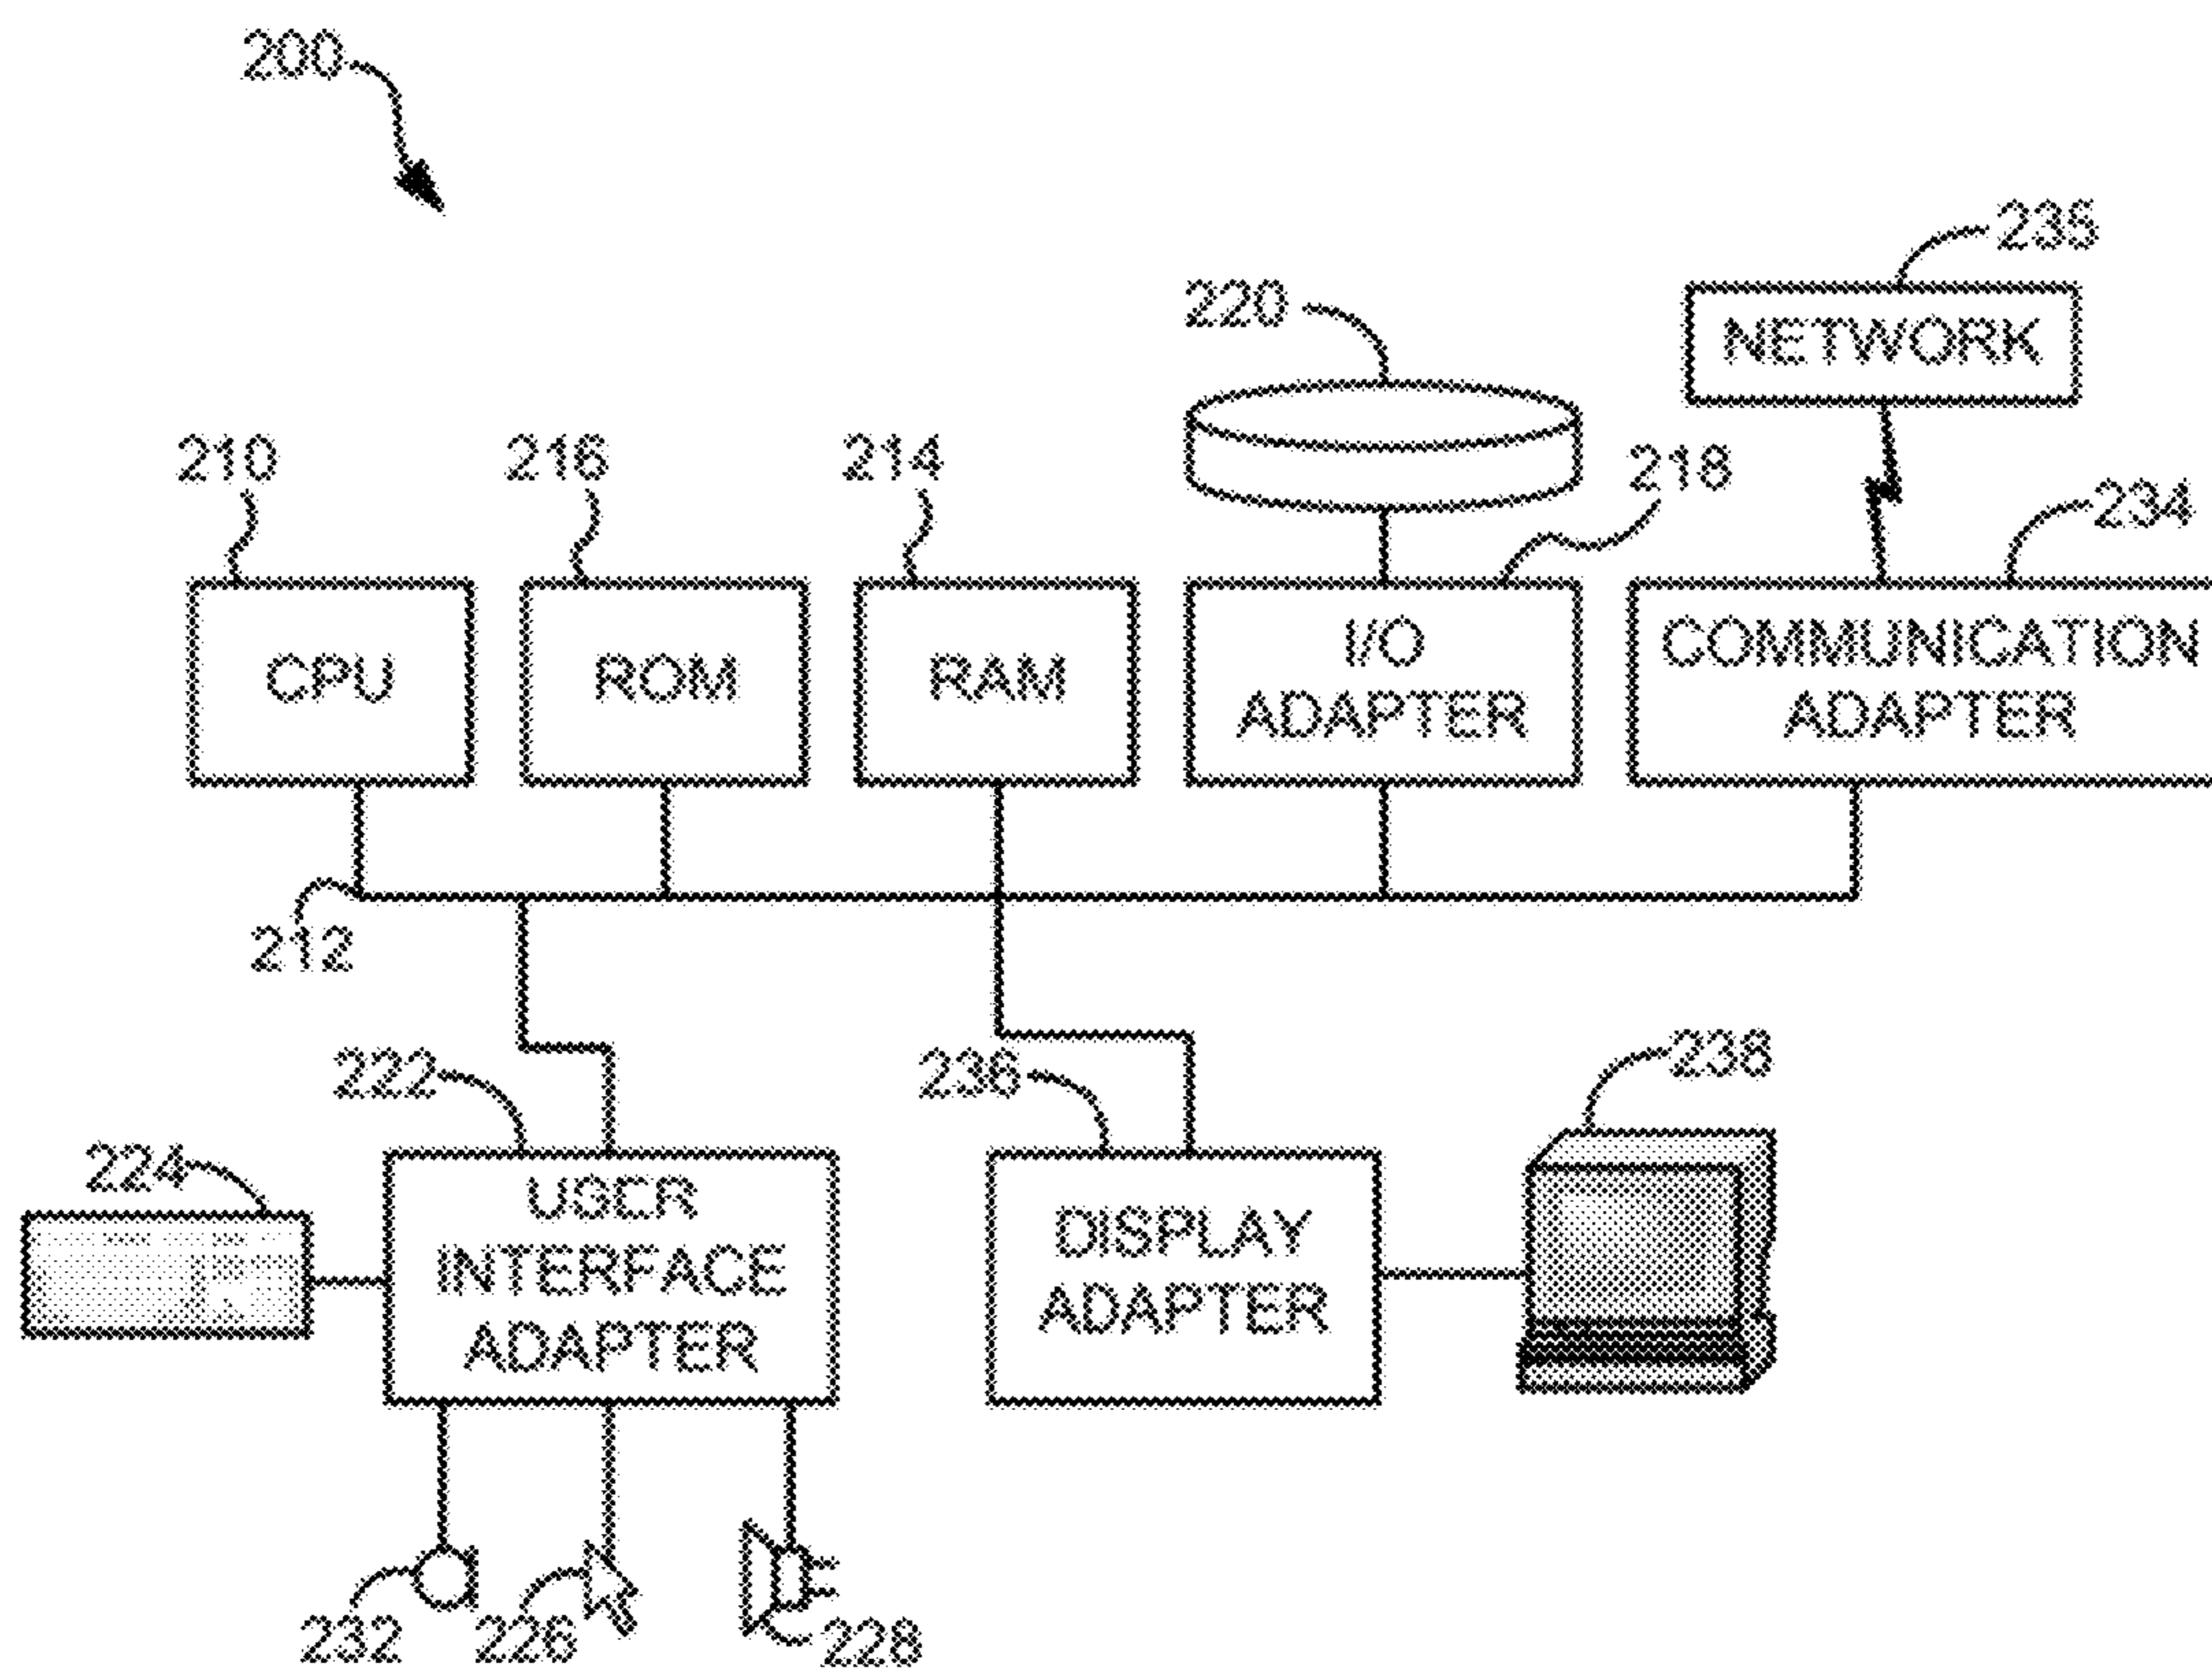 200
235
NETWORK
220
210
216
214
218
234
CPU
ROM
RAM
I/O
ADAPTER
COMMUNICATION
ADAPTER
212
222
236
238
224
USER
INTERFACE
ADAPTER
DISPLAY
ADAPTER
232
226
228